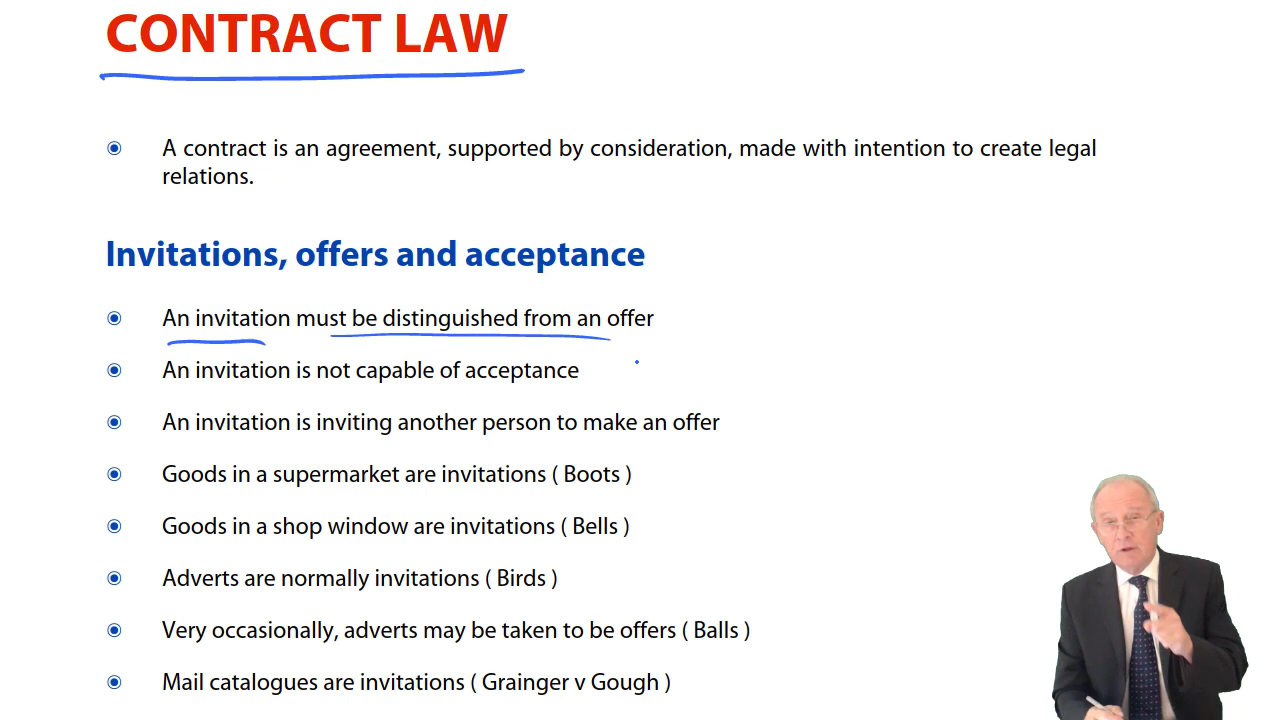 CONTRACT LAW
A contract is an agreement, supported by consideration, made with intention to create legal
relations.
Invitations, offers and acceptance
An invitation must be distinguished from an offer
An invitation is not capable of acceptance
An invitation is inviting another person to make an offer
Goods in a supermarket are invitations ( Boots )
Goods in a shop window are invitations ( Bells )
Adverts are normally invitations ( Birds )
Very occasionally, adverts may be taken to be offers ( Balls )
Mail catalogues are invitations ( Grainger v Gough )